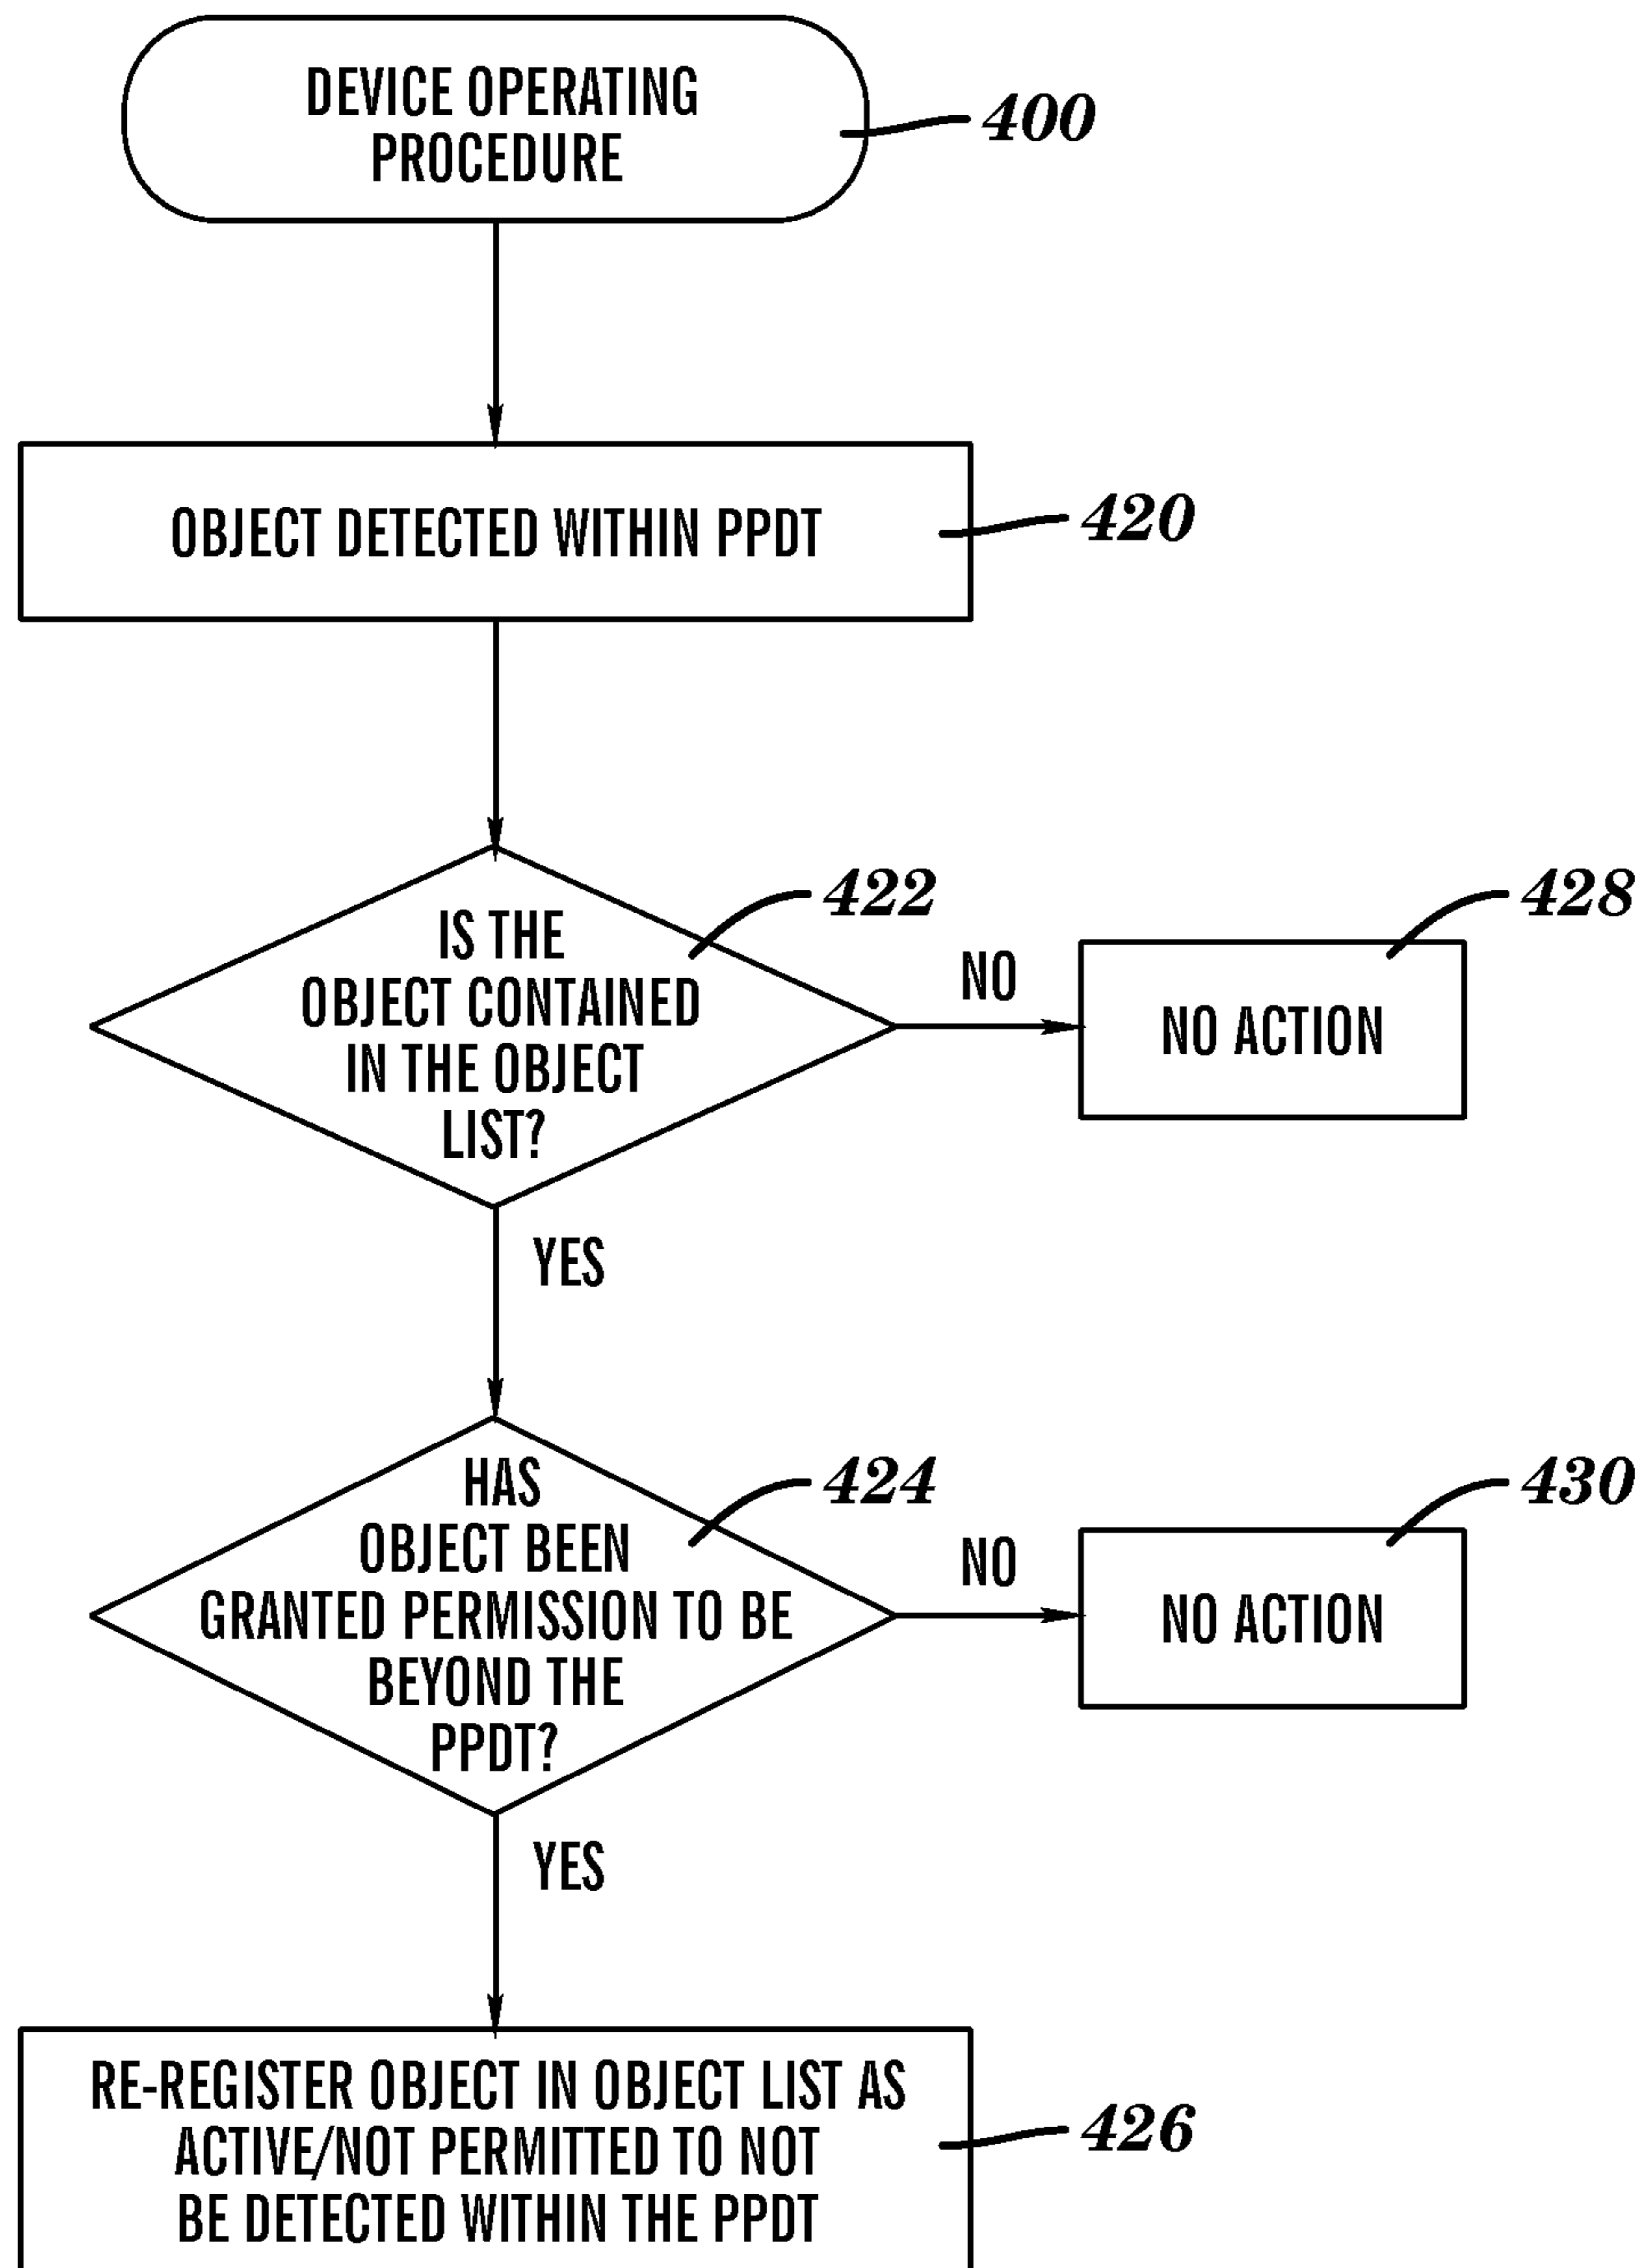 DEVICE OPERATING
PROCEDURE
400
OBJECT DETECTED WITHIN PPDT
420
422
IS THE
OBJECT CONTAINED
IN THE OBJECT
LIST?
NO
428
NO ACTION
YES
424
HAS
OBJECT BEEN
GRANTED PERMISSION TO BE
BEYOND THE
PPDT?
NO
430
NO ACTION
YES
RE-REGISTER OBJECT IN OBJECT LIST AS
ACTIVE/NOT PERMITTED TO NOT
BE DETECTED WITHIN THE PPDT
426